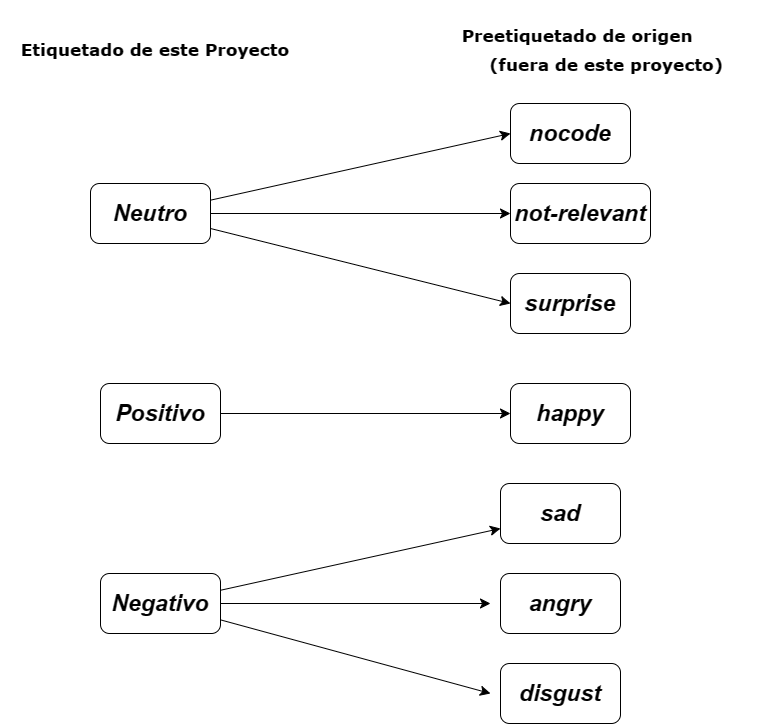 Etiquetado de este Proyecto
Preetiquetado de origen
(fuera de este proyecto)
nocode
Neutro
not-relevant
surprise
Positivo
happy
sad
Negativo
angry
disgust